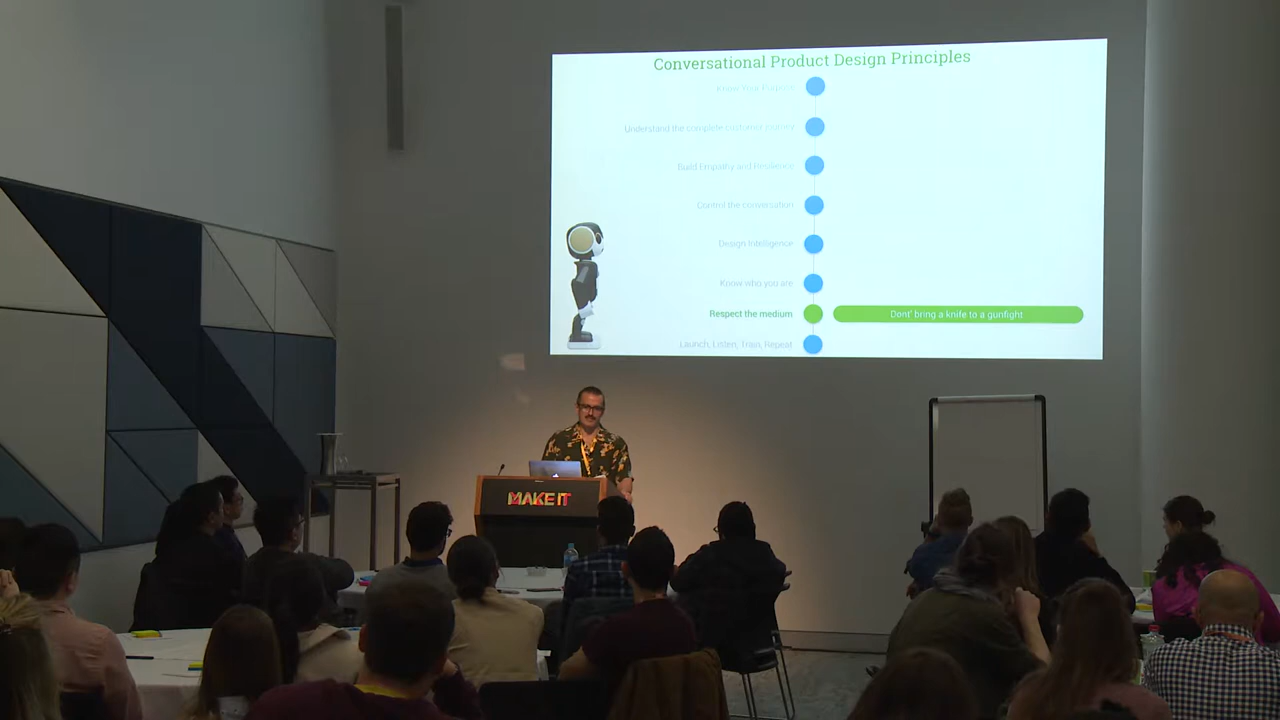 Conversational Product Design Principles
Know Your Purpose
Understand the complete customer journey
Build Empathy and Resilience
Control the conversation
Design Intelligence
Know who you are
Respect the medium
Dont' bring a knife to a gunfight
Launch, Listen, Train, Repeat
MAKE IT